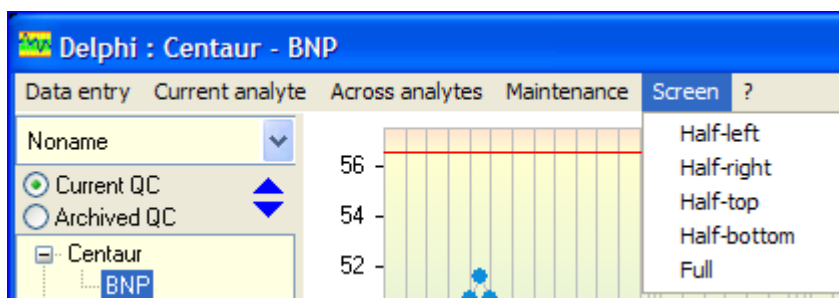 Delphi : Centaur - BNP
Data entry Current analyte Across analytes Maintenance Screen ?
Noname
Current QC
Archived QC
Centaur
BNP
56
54
52
Half-left
Half-right
Half-top
Half-bottom
Full